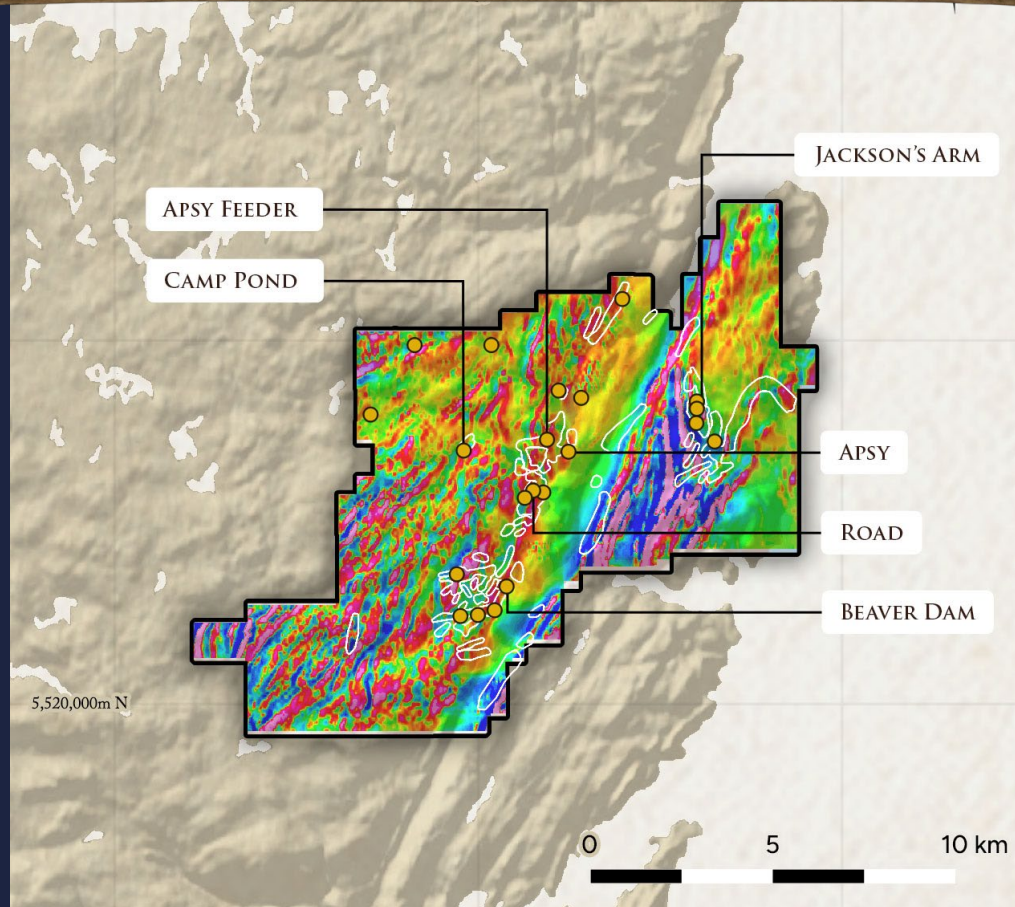 JACKSON'S ARM
APSY FEEDER
CAMP POND
APSY
ROAD
BEAVER DAM
5,520,000m N
0 5 10 km